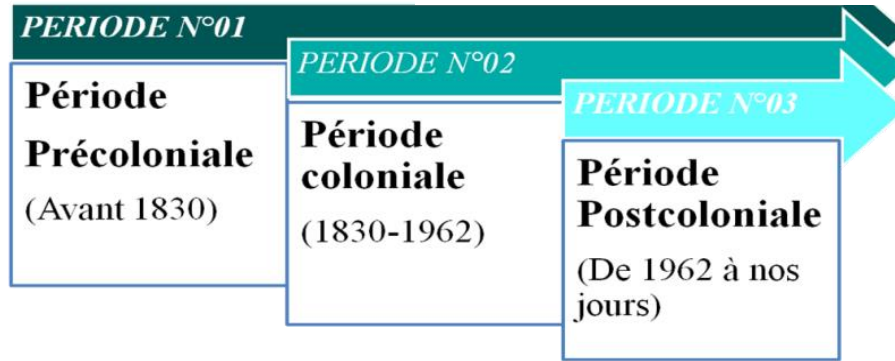 PERIODE N°01
Période
Précoloniale
(Avant 1830)
PERIODE N°02
Période
coloniale
(1830-1962)
PERIODE N°03
Période
Postcoloniale
(De 1962 à nos
jours)